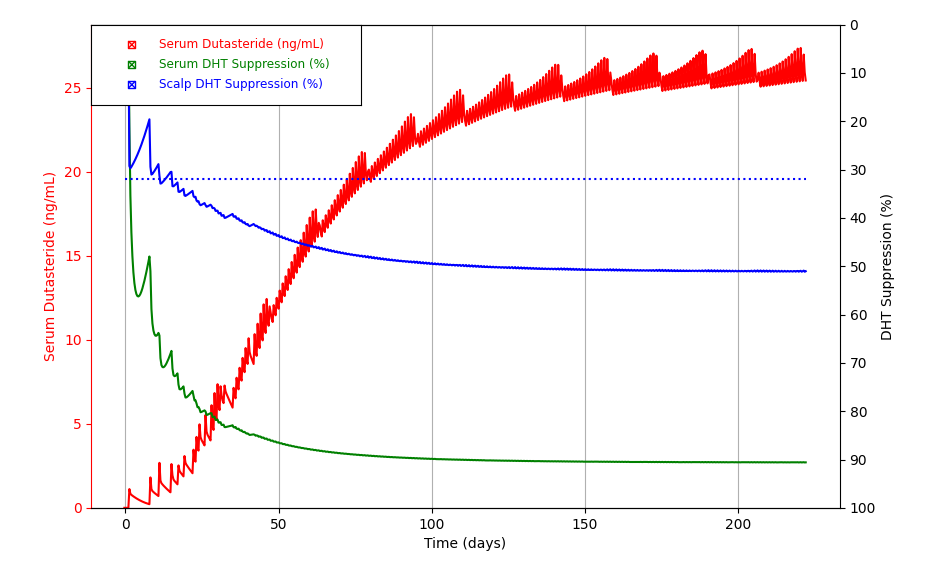 Serum Dutasteride (ng/mL)
Serum DHT Suppression (%)
Scalp DHT Suppression (%)
Serum Dutasteride (ng/mL)
25
20
15
10
5
0
0
10
20
30
40
50
60
70
80
90
100
DHT Suppression (%)
0 50 100 150 200
Time (days)